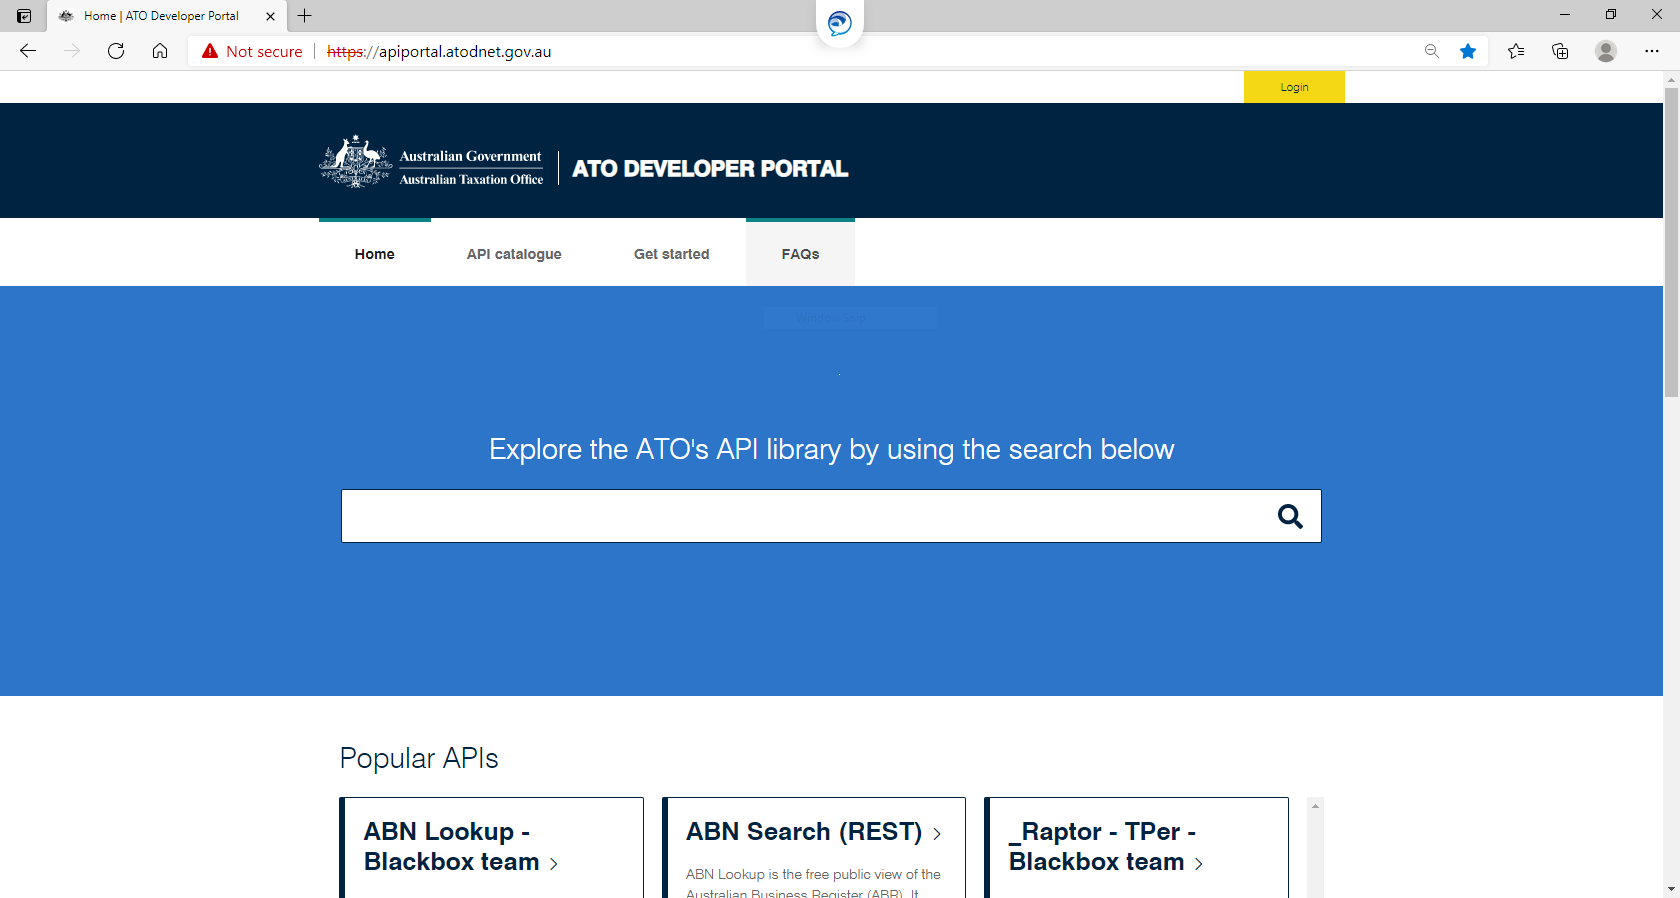 Home | ATO Developer Portal
Not secure
https://apiportal.atodnet.gov.au
Login
Australian Government
Australian Taxation Office
ATO DEVELOPER PORTAL
Home
API catalogue
Get started
FAQs
Explore the ATO's API library by using the search below
Popular APIs
ABN Lookup -
Blackbox team
ABN Search (REST)
ABN Lookup is the free public view of the
Australian Business Register (ABR). It
_Raptor - TPer -
Blackbox team